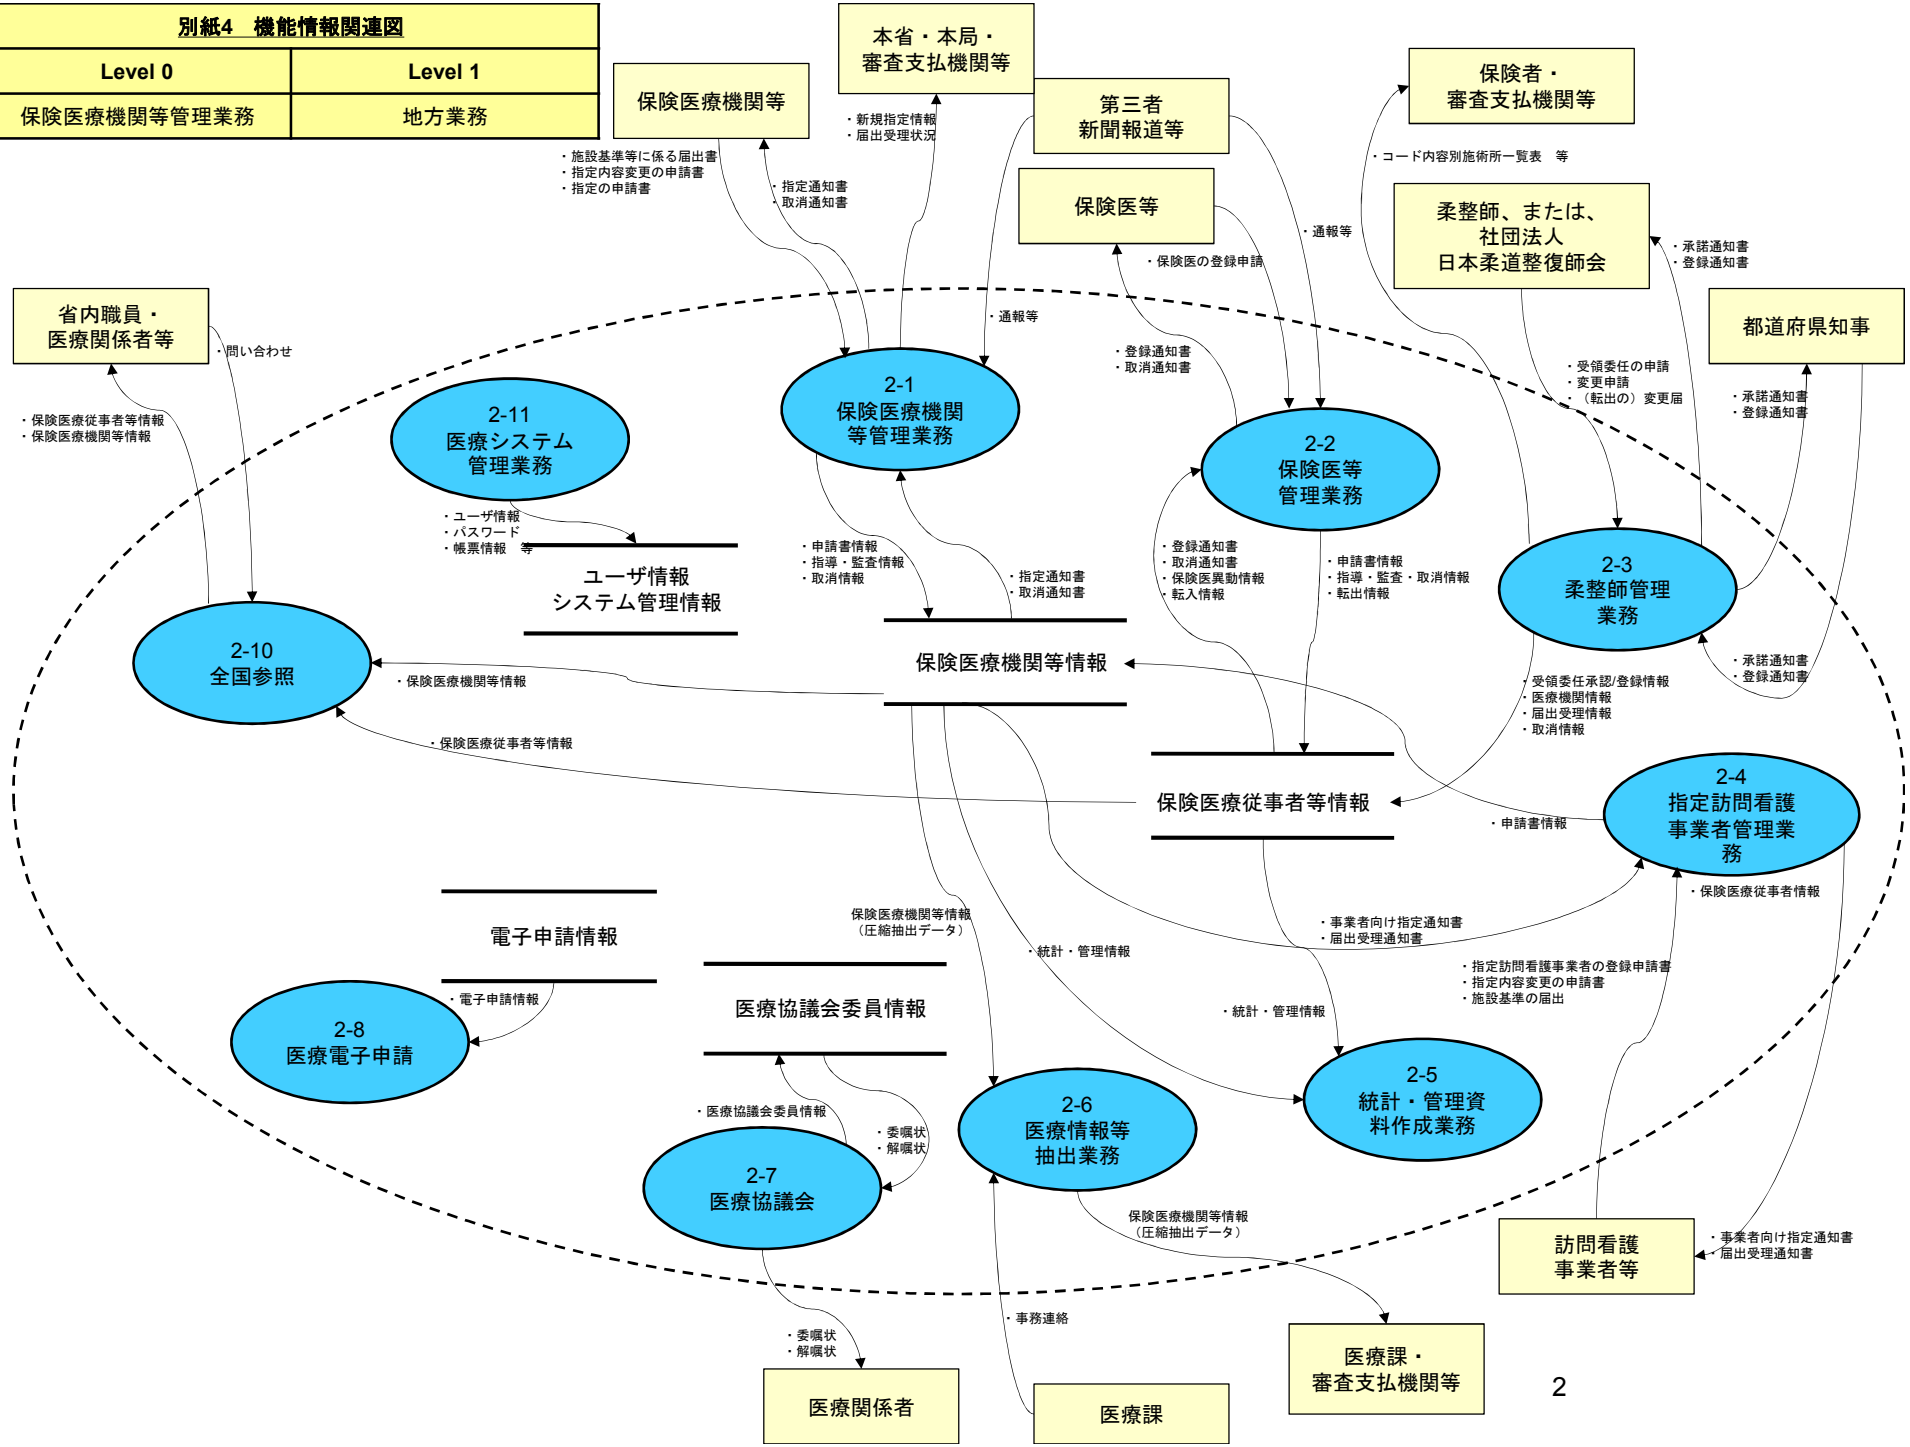 別紙4　機能情報関連図
Level 0
Level 1
保険医療機関等管理業務
地方業務
保険医療機関等
本省・本局・
審査支払機関等
第三者
新聞報道等
保険者・
審査支払機関等
・新規指定情報
・届出受理状況
・施設基準等に係る届出書
・指定内容変更の申請書
・指定の申請書
・指定通知書
・取消通知書
保険医等
・通報等
・保険医の登録申請
・コード内容別施術所一覧表　等
柔整師、または、
社団法人
日本柔道整復師会
・承諾通知書
・登録通知書
都道府県知事
省内職員・
医療関係者等
・問い合わせ
・保険医療従事者等情報
・保険医療機関等情報
・通報等
・登録通知書
・取消通知書
・受領委任の申請
・変更申請
・（転出の）変更届
・承諾通知書
・登録通知書
2-11
医療システム
管理業務
2-1
保険医療機関
等管理業務
2-2
保険医等
管理業務
2-3
柔整師管理
業務
・ユーザ情報
・パスワード
・帳票情報　等
ユーザ情報
システム管理情報
・申請書情報
・指導・監査情報
・取消情報
・指定通知書
・取消通知書
・登録通知書
・取消通知書
・保険医異動情報
・転入情報
・申請書情報
・指導・監査・取消情報
・転出情報
2-10
全国参照
・保険医療機関等情報
保険医療機関等情報
・承諾通知書
・登録通知書
・受領委任承認/登録情報
・医療機関情報
・届出受理情報
・取消情報
・保険医療従事者等情報
保険医療従事者等情報
2-4
指定訪問看護
事業者管理業
務
・申請書情報
・保険医療従事者情報
電子申請情報
保険医療機関等情報
（圧縮抽出データ）
・統計・管理情報
・事業者向け指定通知書
・届出受理通知書
・指定訪問看護事業者の登録申請書
・指定内容変更の申請書
・施設基準の届出
・電子申請情報
2-8
医療電子申請
医療協議会委員情報
・統計・管理情報
2-5
統計・管理資
料作成業務
・医療協議会委員情報
・委嘱状
・解嘱状
2-6
医療情報等
抽出業務
2-7
医療協議会
保険医療機関等情報
（圧縮抽出データ）
訪問看護
事業者等
・事業者向け指定通知書
・届出受理通知書
・事務連絡
・委嘱状
・解嘱状
医療関係者
医療課
医療課・
審査支払機関等
2